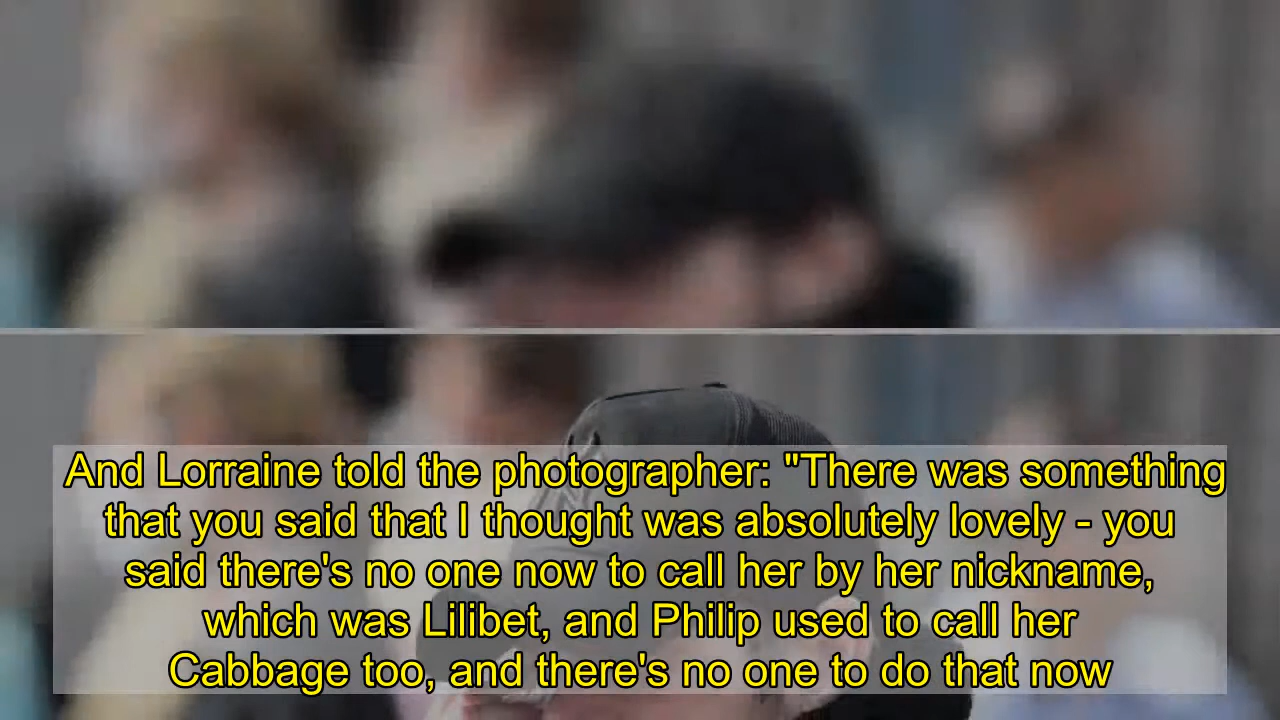 And Lorraine told the photographer: "There was something
that you said that I thought was absolutely lovely - you
said there's no one now to call her by her nickname,
which was Lilibet, and Philip used to call her
Cabbage too, and there's no one to do that now